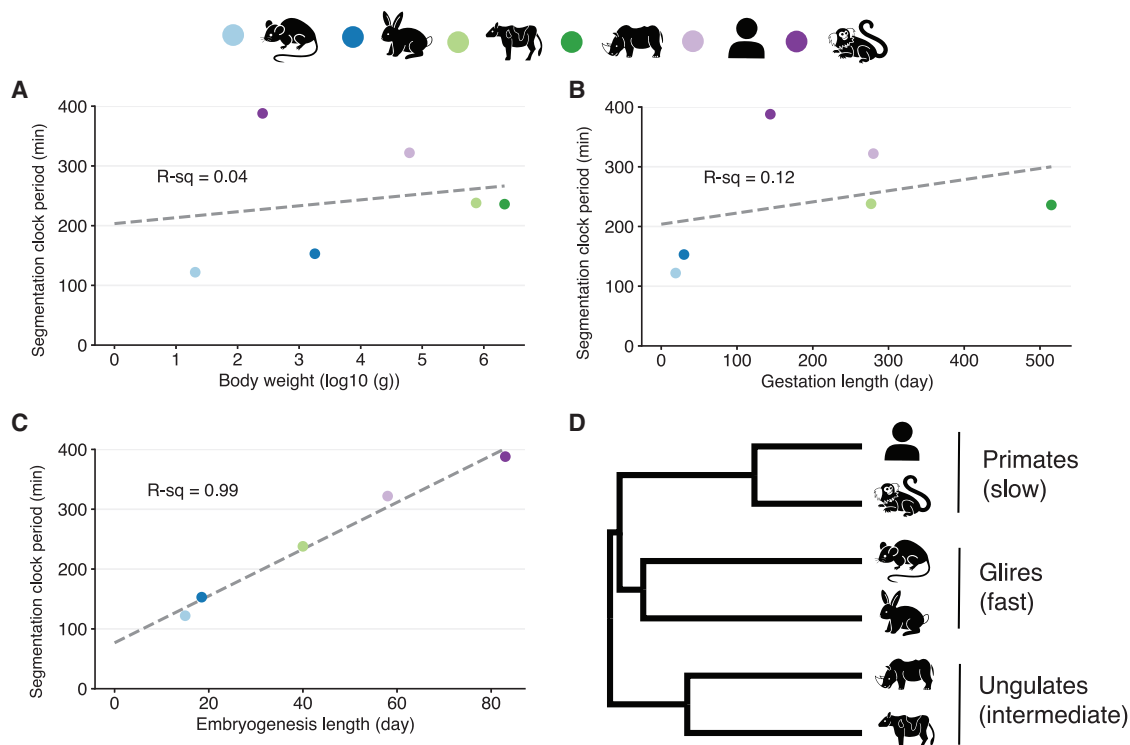 A
Segmentation clock period (min)
400
300
200
100
0
R-sq = 0.04
0 1 2 3 4 5 6
Body weight (log10 (g))
B
Segmentation clock period (min)
400
300
200
100
0
R-sq = 0.12
0 100 200 300 400 500
Gestation length (day)
C
Segmentation clock period (min)
400
300
200
100
0
R-sq = 0.99
0 20 40 60 80
Embryogenesis length (day)
D
Primates
(slow)
Glires
(fast)
Ungulates
(intermediate)